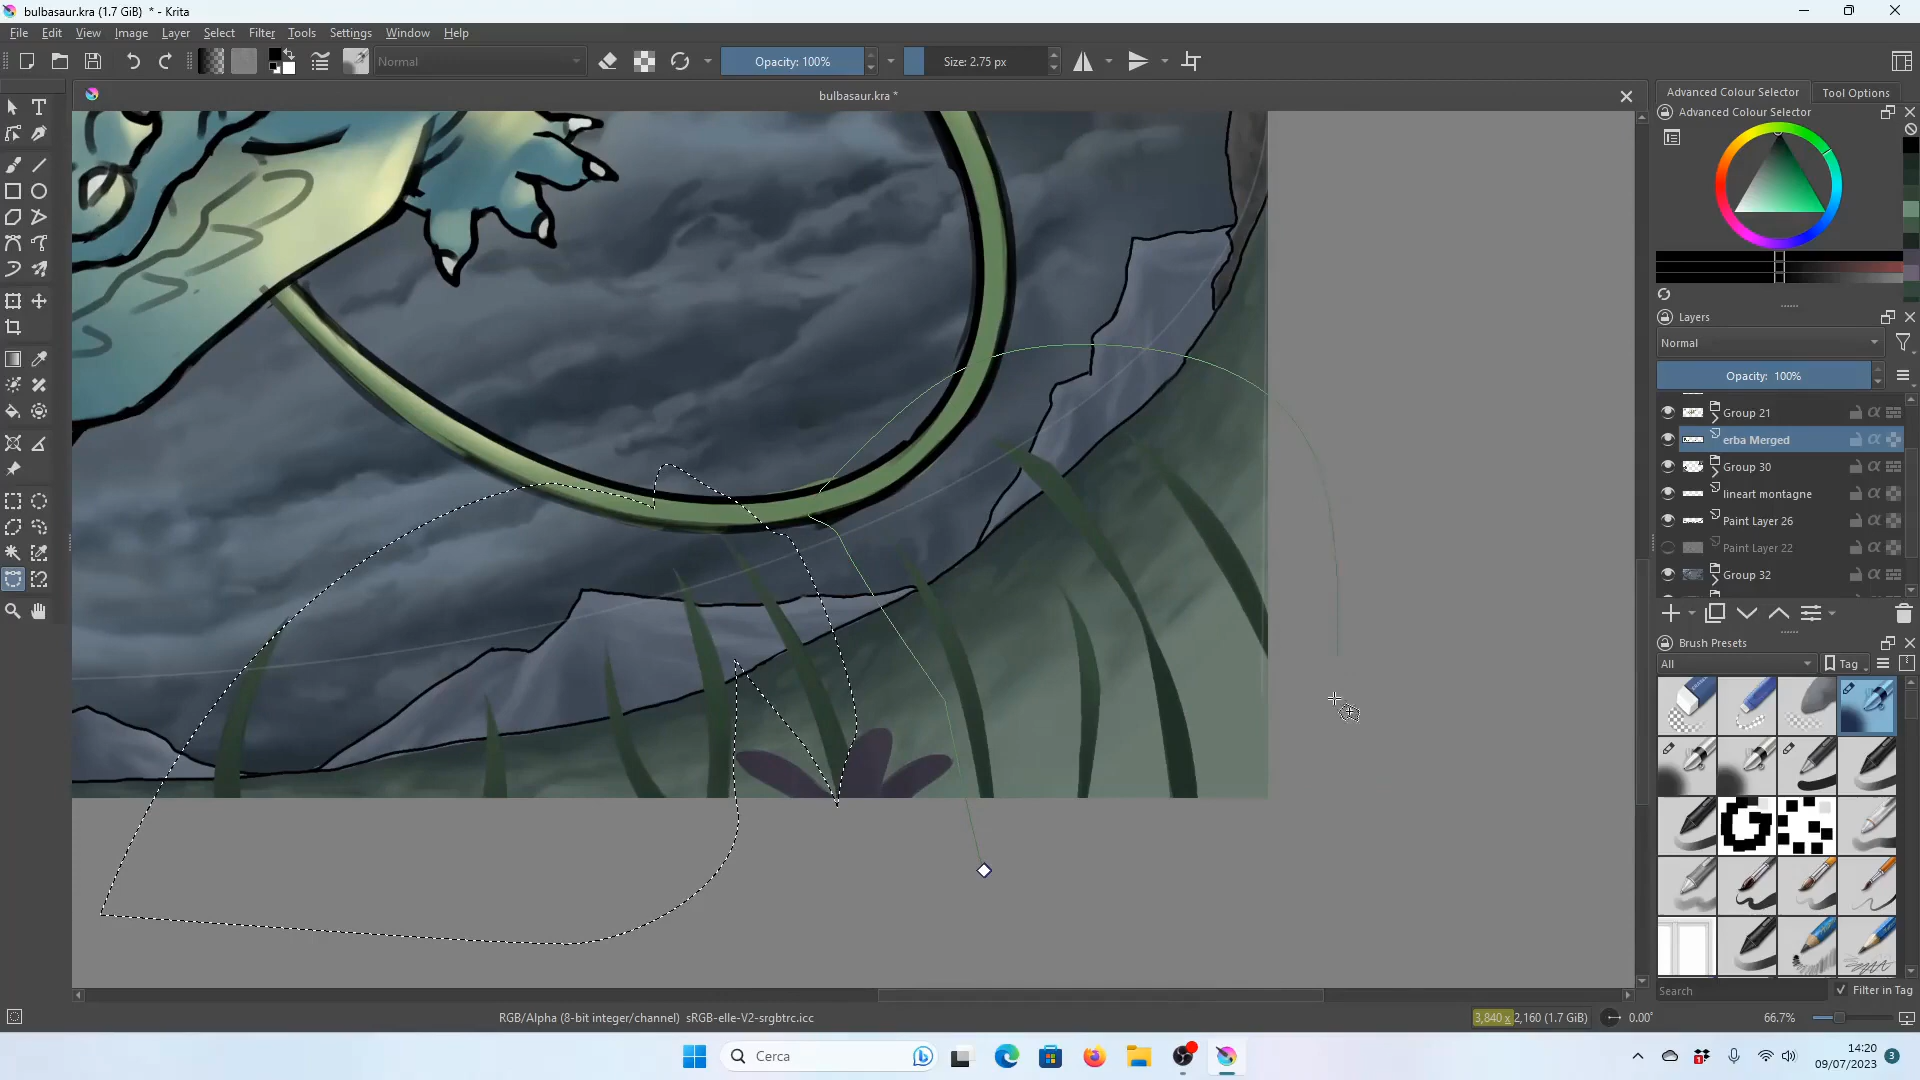 bulbasaur.kra (1.7 GiB) * - Krita
File Edit View Image Layer Select Filter Tools Settings Window Help
Normal
Opacity: 100%
Size: 2.75 px
bulbasaur.kra *
Advanced Colour Selector
Tool Options
Advanced Colour Selector
Layers
Normal
Opacity: 100%
Group 21
erba Merged
Group 30
lineart montagne
Paint Layer 26
Paint Layer 22
Group 32
Brush Presets
All
Tag
Search
Filter in Tag
RGB/Alpha (8-bit integer/channel) sRGB-elle-V2-srgbtrc.icc
3,840 x 2,160 (1.7 GiB)
0.00°
66.7%
Cerca
14:20
09/07/2023
3
1